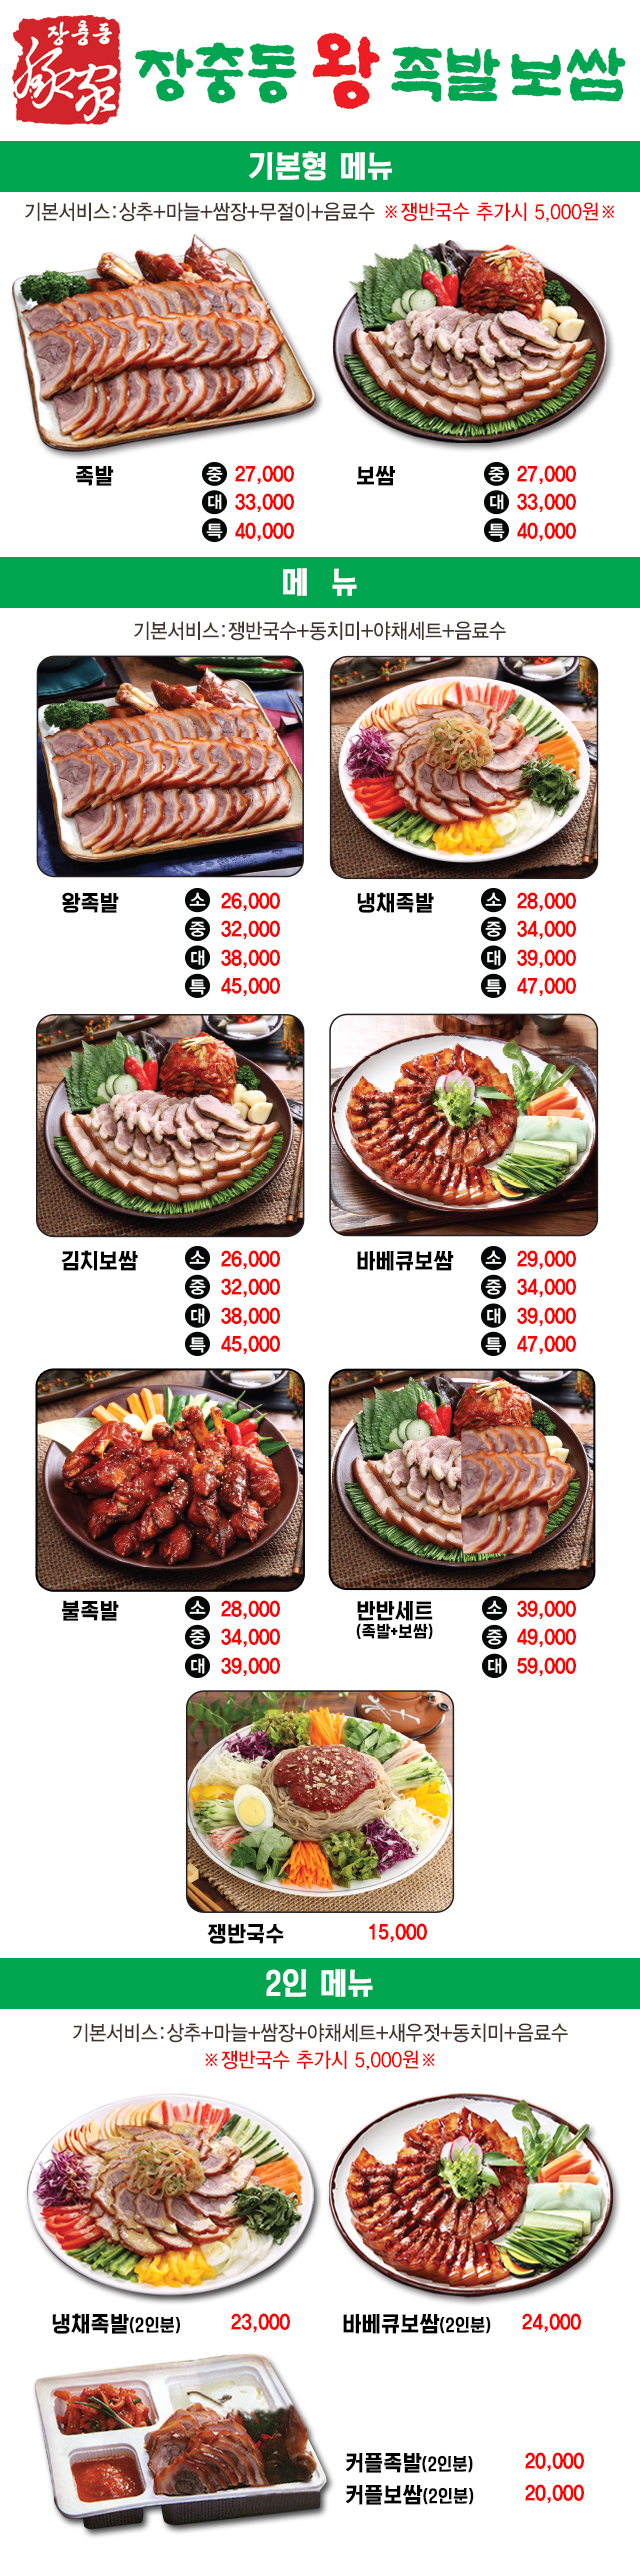 장충동
豚家
장충동 왕 족발보쌈
기본형 메뉴
기본서비스:상추+마늘+쌈장+무절이+음료수 ※쟁반국수 추가시 5,000원※
족발 중 27,000
대 33,000
특 40,000
보쌈 중 27,000
대 33,000
특 40,000
메 뉴
기본서비스:쟁반국수+동치미+야채세트+음료수
왕족발 소 26,000
중 32,000
대 38,000
특 45,000
냉채족발 소 28,000
중 34,000
대 39,000
특 47,000
김치보쌈 소 26,000
중 32,000
대 38,000
특 45,000
바베큐보쌈 소 29,000
중 34,000
대 39,000
특 47,000
불족발 소 28,000
중 34,000
대 39,000
반반세트 소 39,000
(족발+보쌈) 중 49,000
대 59,000
쟁반국수 15,000
2인 메뉴
기본서비스:상추+마늘+쌈장+야채세트+새우젓+동치미+음료수
※쟁반국수 추가시 5,000원※
냉채족발(2인분) 23,000
바베큐보쌈(2인분) 24,000
커플족발(2인분) 20,000
커플보쌈(2인분) 20,000